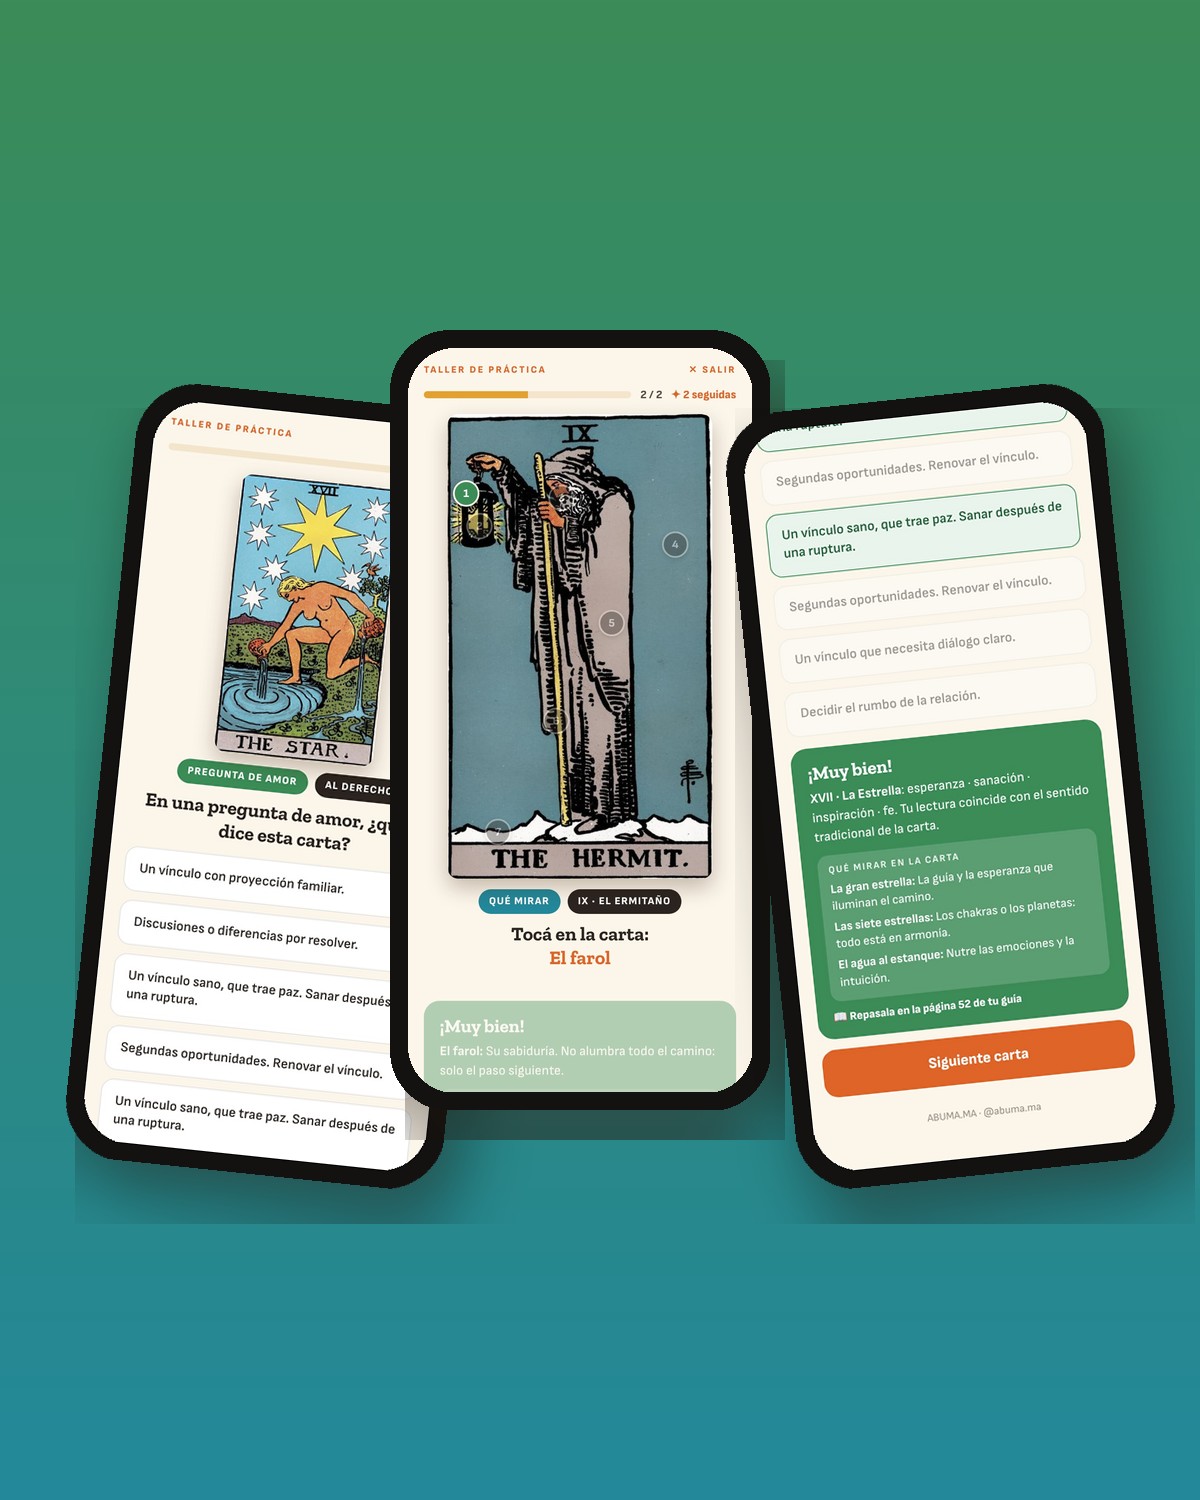 TALLER DE PRÁCTICA
XVII
THE STAR.
PREGUNTA DE AMOR
AL DERECHO
En una pregunta de amor, ¿qu
dice esta carta?
Un vínculo con proyección familiar.
Discusiones o diferencias por resolver.
Un vínculo sano, que trae paz. Sanar después
una ruptura.
Segundas oportunidades. Renovar el vínculo.
Un vínculo sano, que trae paz. Sanar después de
una ruptura.
TALLER DE PRÁCTICA
✕ SALIR
2 / 2
✦ 2 seguidas
IX
1
4
5
7
THE HERMIT.
QUÉ MIRAR
IX · EL ERMITAÑO
Tocá en la carta:
El farol
¡Muy bien!
El farol: Su sabiduría. No alumbra todo el camino:
solo el paso siguiente.
ruptura.
Segundas oportunidades. Renovar el vínculo.
Un vínculo sano, que trae paz. Sanar después de
una ruptura.
Segundas oportunidades. Renovar el vínculo.
Un vínculo que necesita diálogo claro.
Decidir el rumbo de la relación.
¡Muy bien!
XVII · La Estrella: esperanza · sanación ·
inspiración · fe. Tu lectura coincide con el sentido
tradicional de la carta.
QUÉ MIRAR EN LA CARTA
La gran estrella: La guía y la esperanza que
iluminan el camino.
Las siete estrellas: Los chakras o los planetas:
todo está en armonía.
El agua al estanque: Nutre las emociones y la
intuición.
📖 Repasala en la página 52 de tu guía
Siguiente carta
ABUMA.MA · @abuma.ma